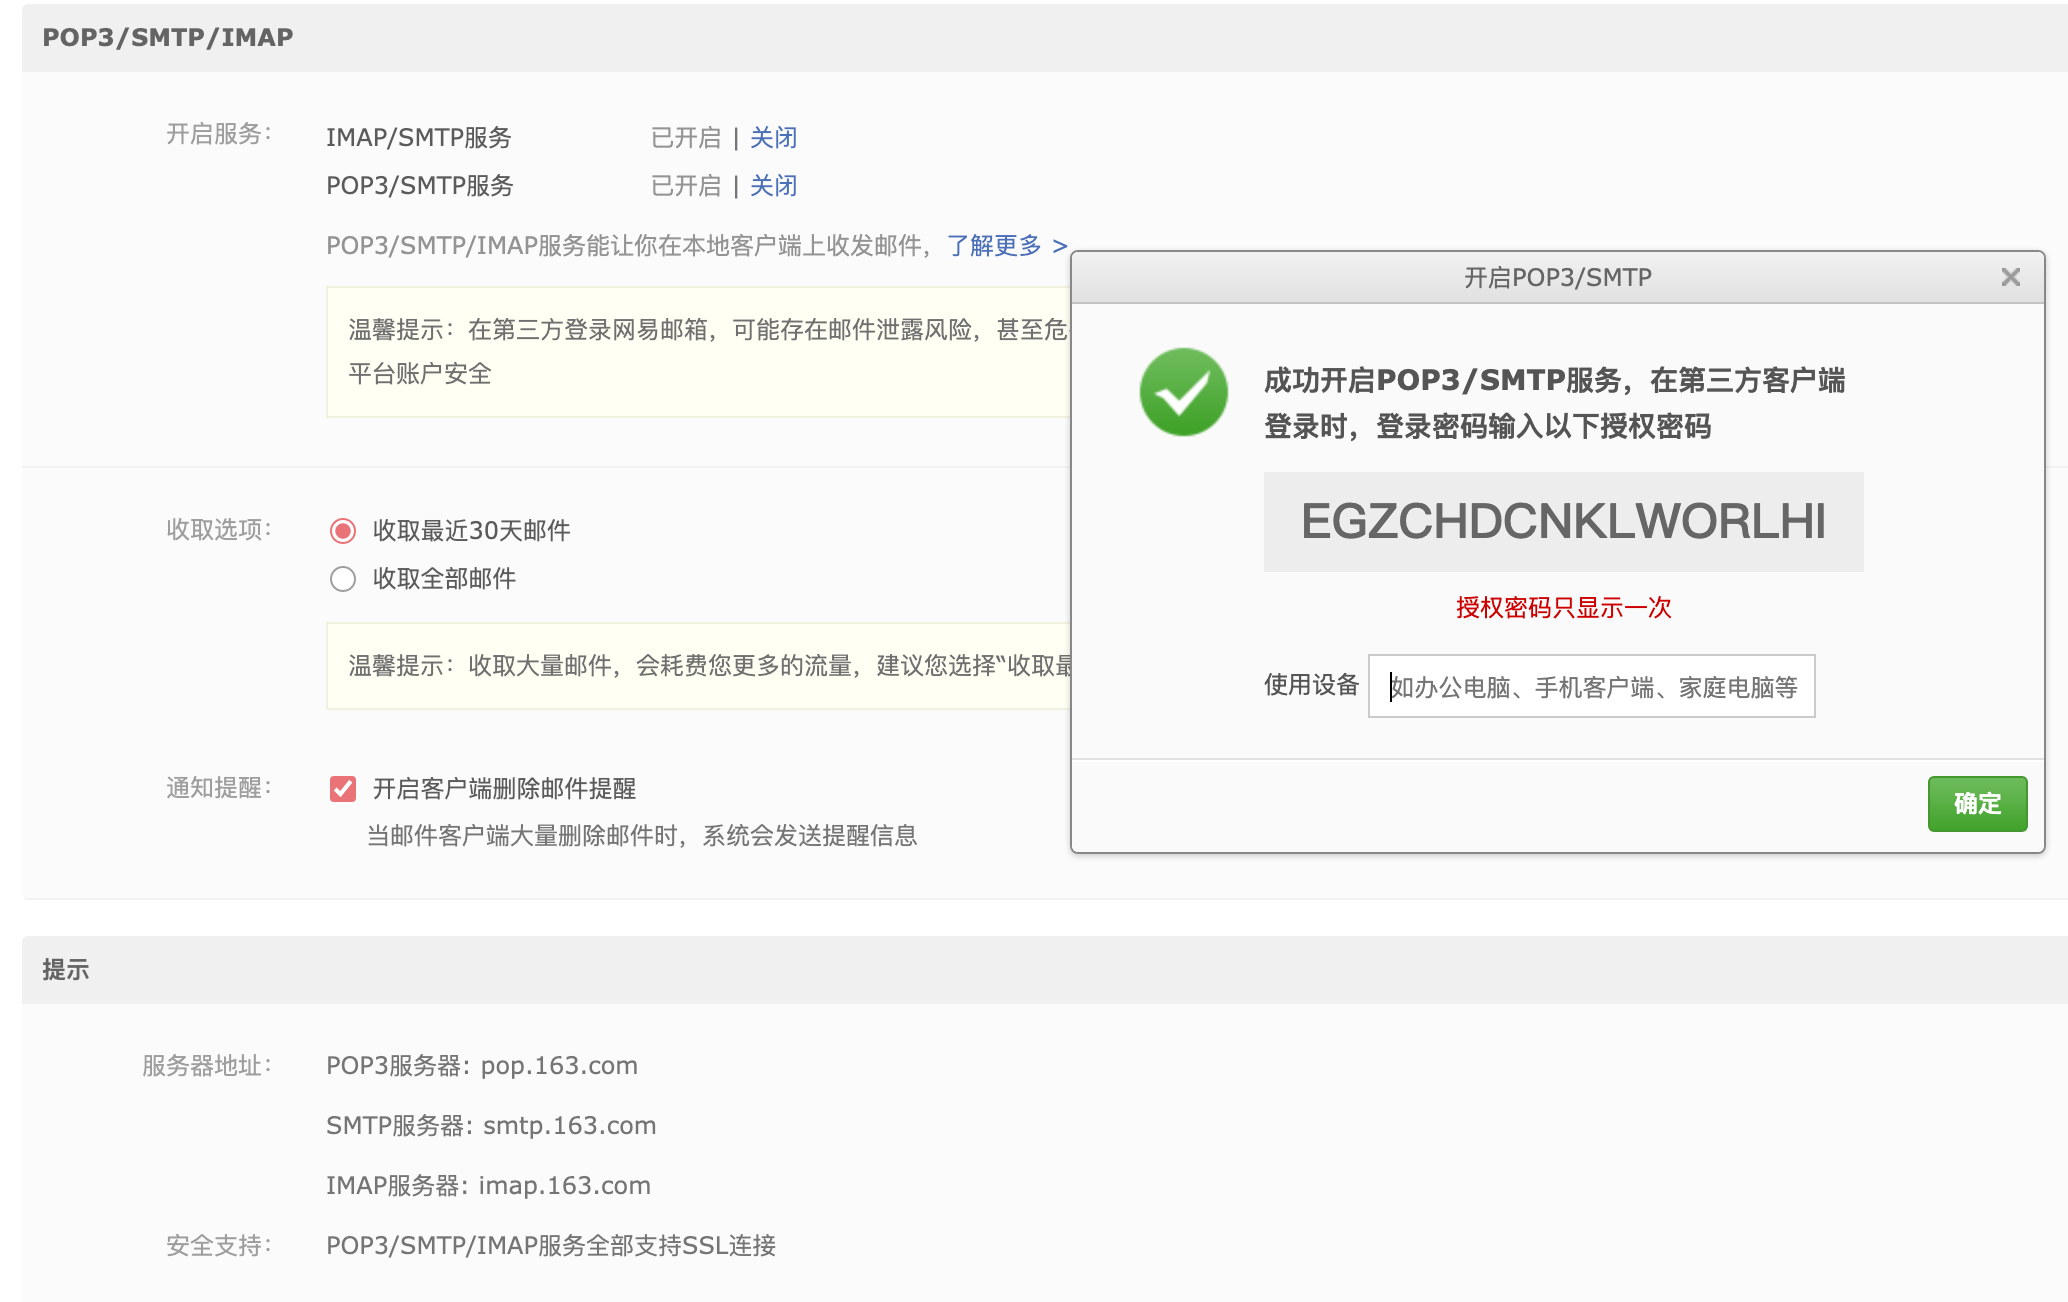 POP3/SMTP/IMAP
开启服务：
IMAP/SMTP服务 已开启 | 关闭
POP3/SMTP服务 已开启 | 关闭
POP3/SMTP/IMAP服务能让你在本地客户端上收发邮件，了解更多 >
温馨提示：在第三方登录网易邮箱，可能存在邮件泄露风险，甚至危
平台账户安全
收取选项：
收取最近30天邮件
收取全部邮件
温馨提示：收取大量邮件，会耗费您更多的流量，建议您选择“收取最
通知提醒：
开启客户端删除邮件提醒
当邮件客户端大量删除邮件时，系统会发送提醒信息
开启POP3/SMTP
成功开启POP3/SMTP服务，在第三方客户端
登录时，登录密码输入以下授权密码
EGZCHDCNKLWORLHI
授权密码只显示一次
使用设备 如办公电脑、手机客户端、家庭电脑等
确定
提示
服务器地址：
POP3服务器: pop.163.com
SMTP服务器: smtp.163.com
IMAP服务器: imap.163.com
安全支持：
POP3/SMTP/IMAP服务全部支持SSL连接